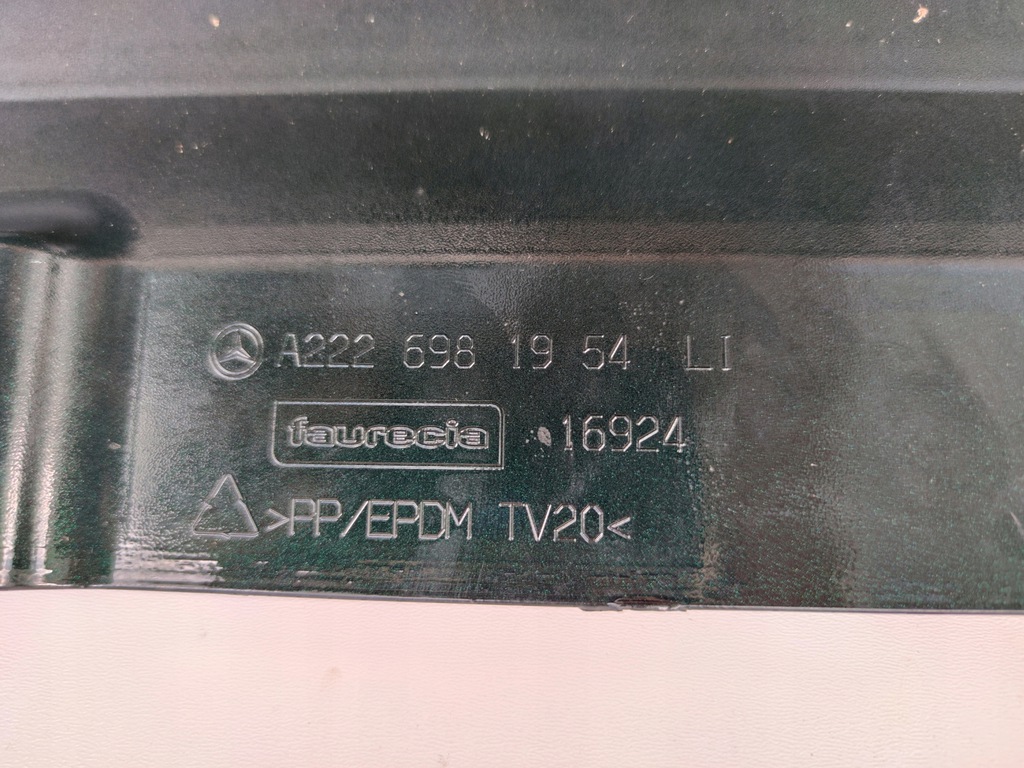 A222 698 19 54 LI
faurecia 16924
>PP/EPDM TV20<